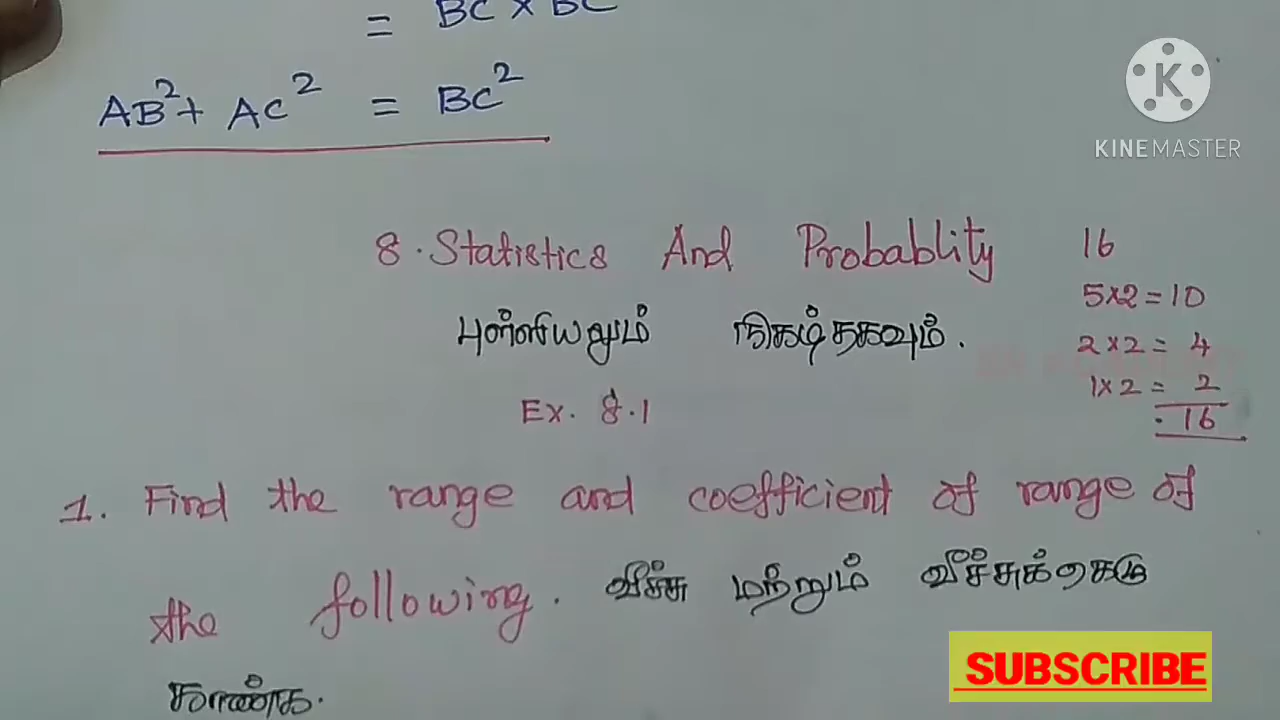 = BC × BC
AB²+ AC² = BC²
K
KINEMASTER
8. Statistics And Probablity
புள்ளியலும் நிகழ்தகவும்.
Ex. 8.1
16
5×2 = 10
2×2 = 4
1×2 = 2
16
1. Find the range and coefficient of range of
the following. வீச்சு மற்றும் வீச்சுக்கெழு
காண்க.
SUBSCRIBE